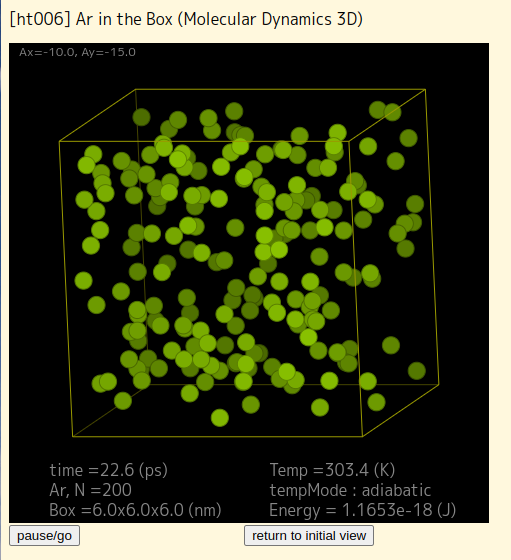 [ht006] Ar in the Box (Molecular Dynamics 3D)
Ax=-10.0, Ay=-15.0
time =22.6 (ps)
Temp =303.4 (K)
Ar, N =200
tempMode : adiabatic
Box =6.0x6.0x6.0 (nm)
Energy = 1.1653e-18 (J)
pause/go
return to initial view